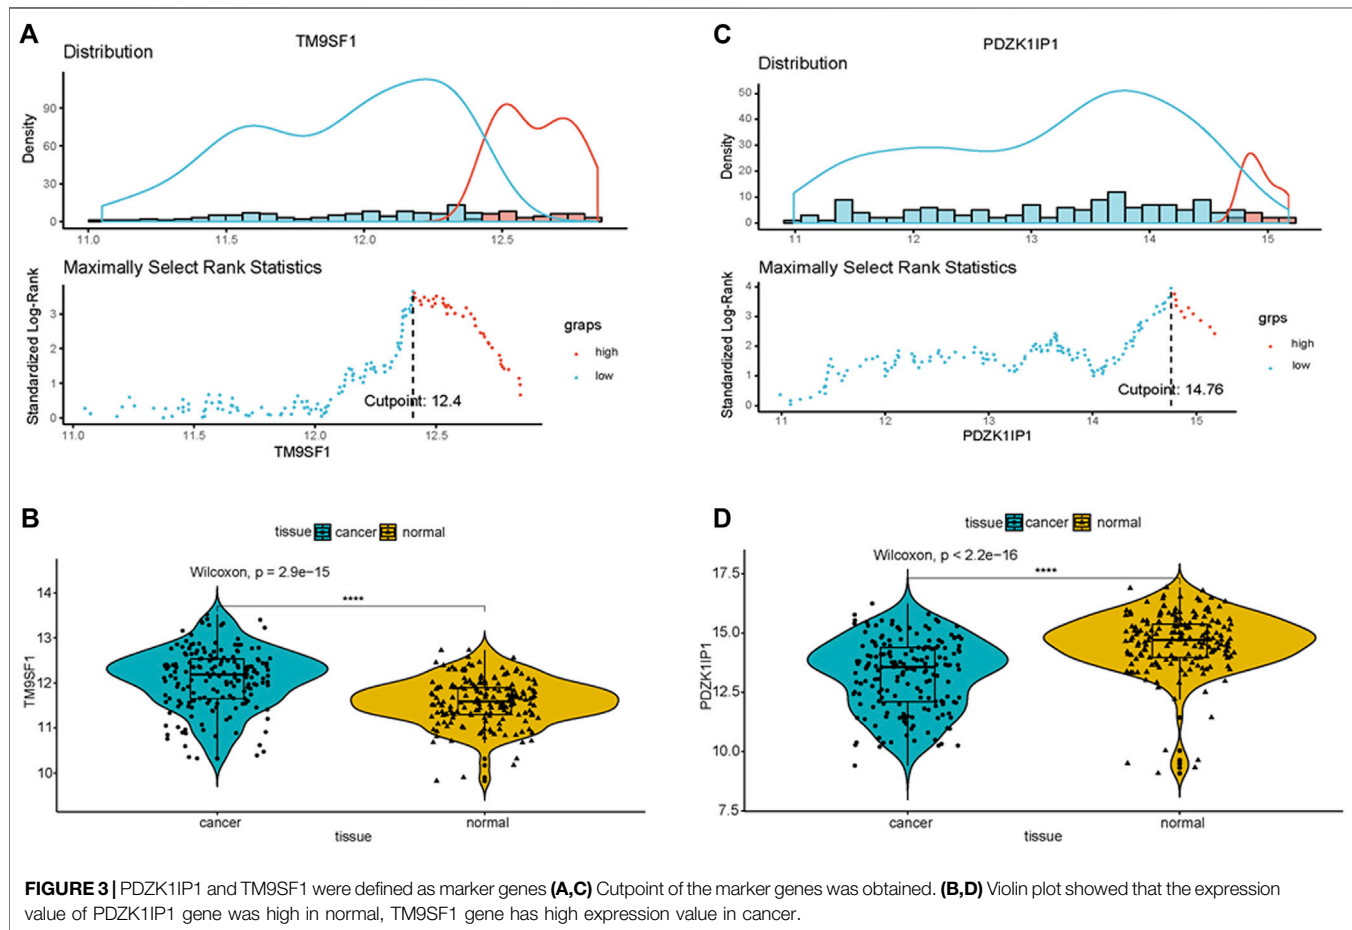 A
TM9SF1
Distribution
Density
90
60
30
0
11.0 11.5 12.0 12.5
Maximally Select Rank Statistics
Standardized Log-Rank
3
2
1
0
Cutpoint: 12.4
11.0 11.5 12.0 12.5
TM9SF1
graps
high
low
C
PDZK1IP1
Distribution
Density
50
40
30
20
10
0
11 12 13 14 15
Maximally Select Rank Statistics
Standardized Log-Rank
4
3
2
1
0
Cutpoint: 14.76
11 12 13 14 15
PDZK1IP1
grps
high
low
B
tissue cancer normal
Wilcoxon, p = 2.9e−15
****
TM9SF1
14
13
12
11
10
cancer normal
tissue
D
tissue cancer normal
Wilcoxon, p < 2.2e−16
****
PDZK1IP1
17.5
15.0
12.5
10.0
7.5
cancer normal
tissue
FIGURE 3 | PDZK1IP1 and TM9SF1 were defined as marker genes (A,C) Cutpoint of the marker genes was obtained. (B,D) Violin plot showed that the expression
value of PDZK1IP1 gene was high in normal, TM9SF1 gene has high expression value in cancer.